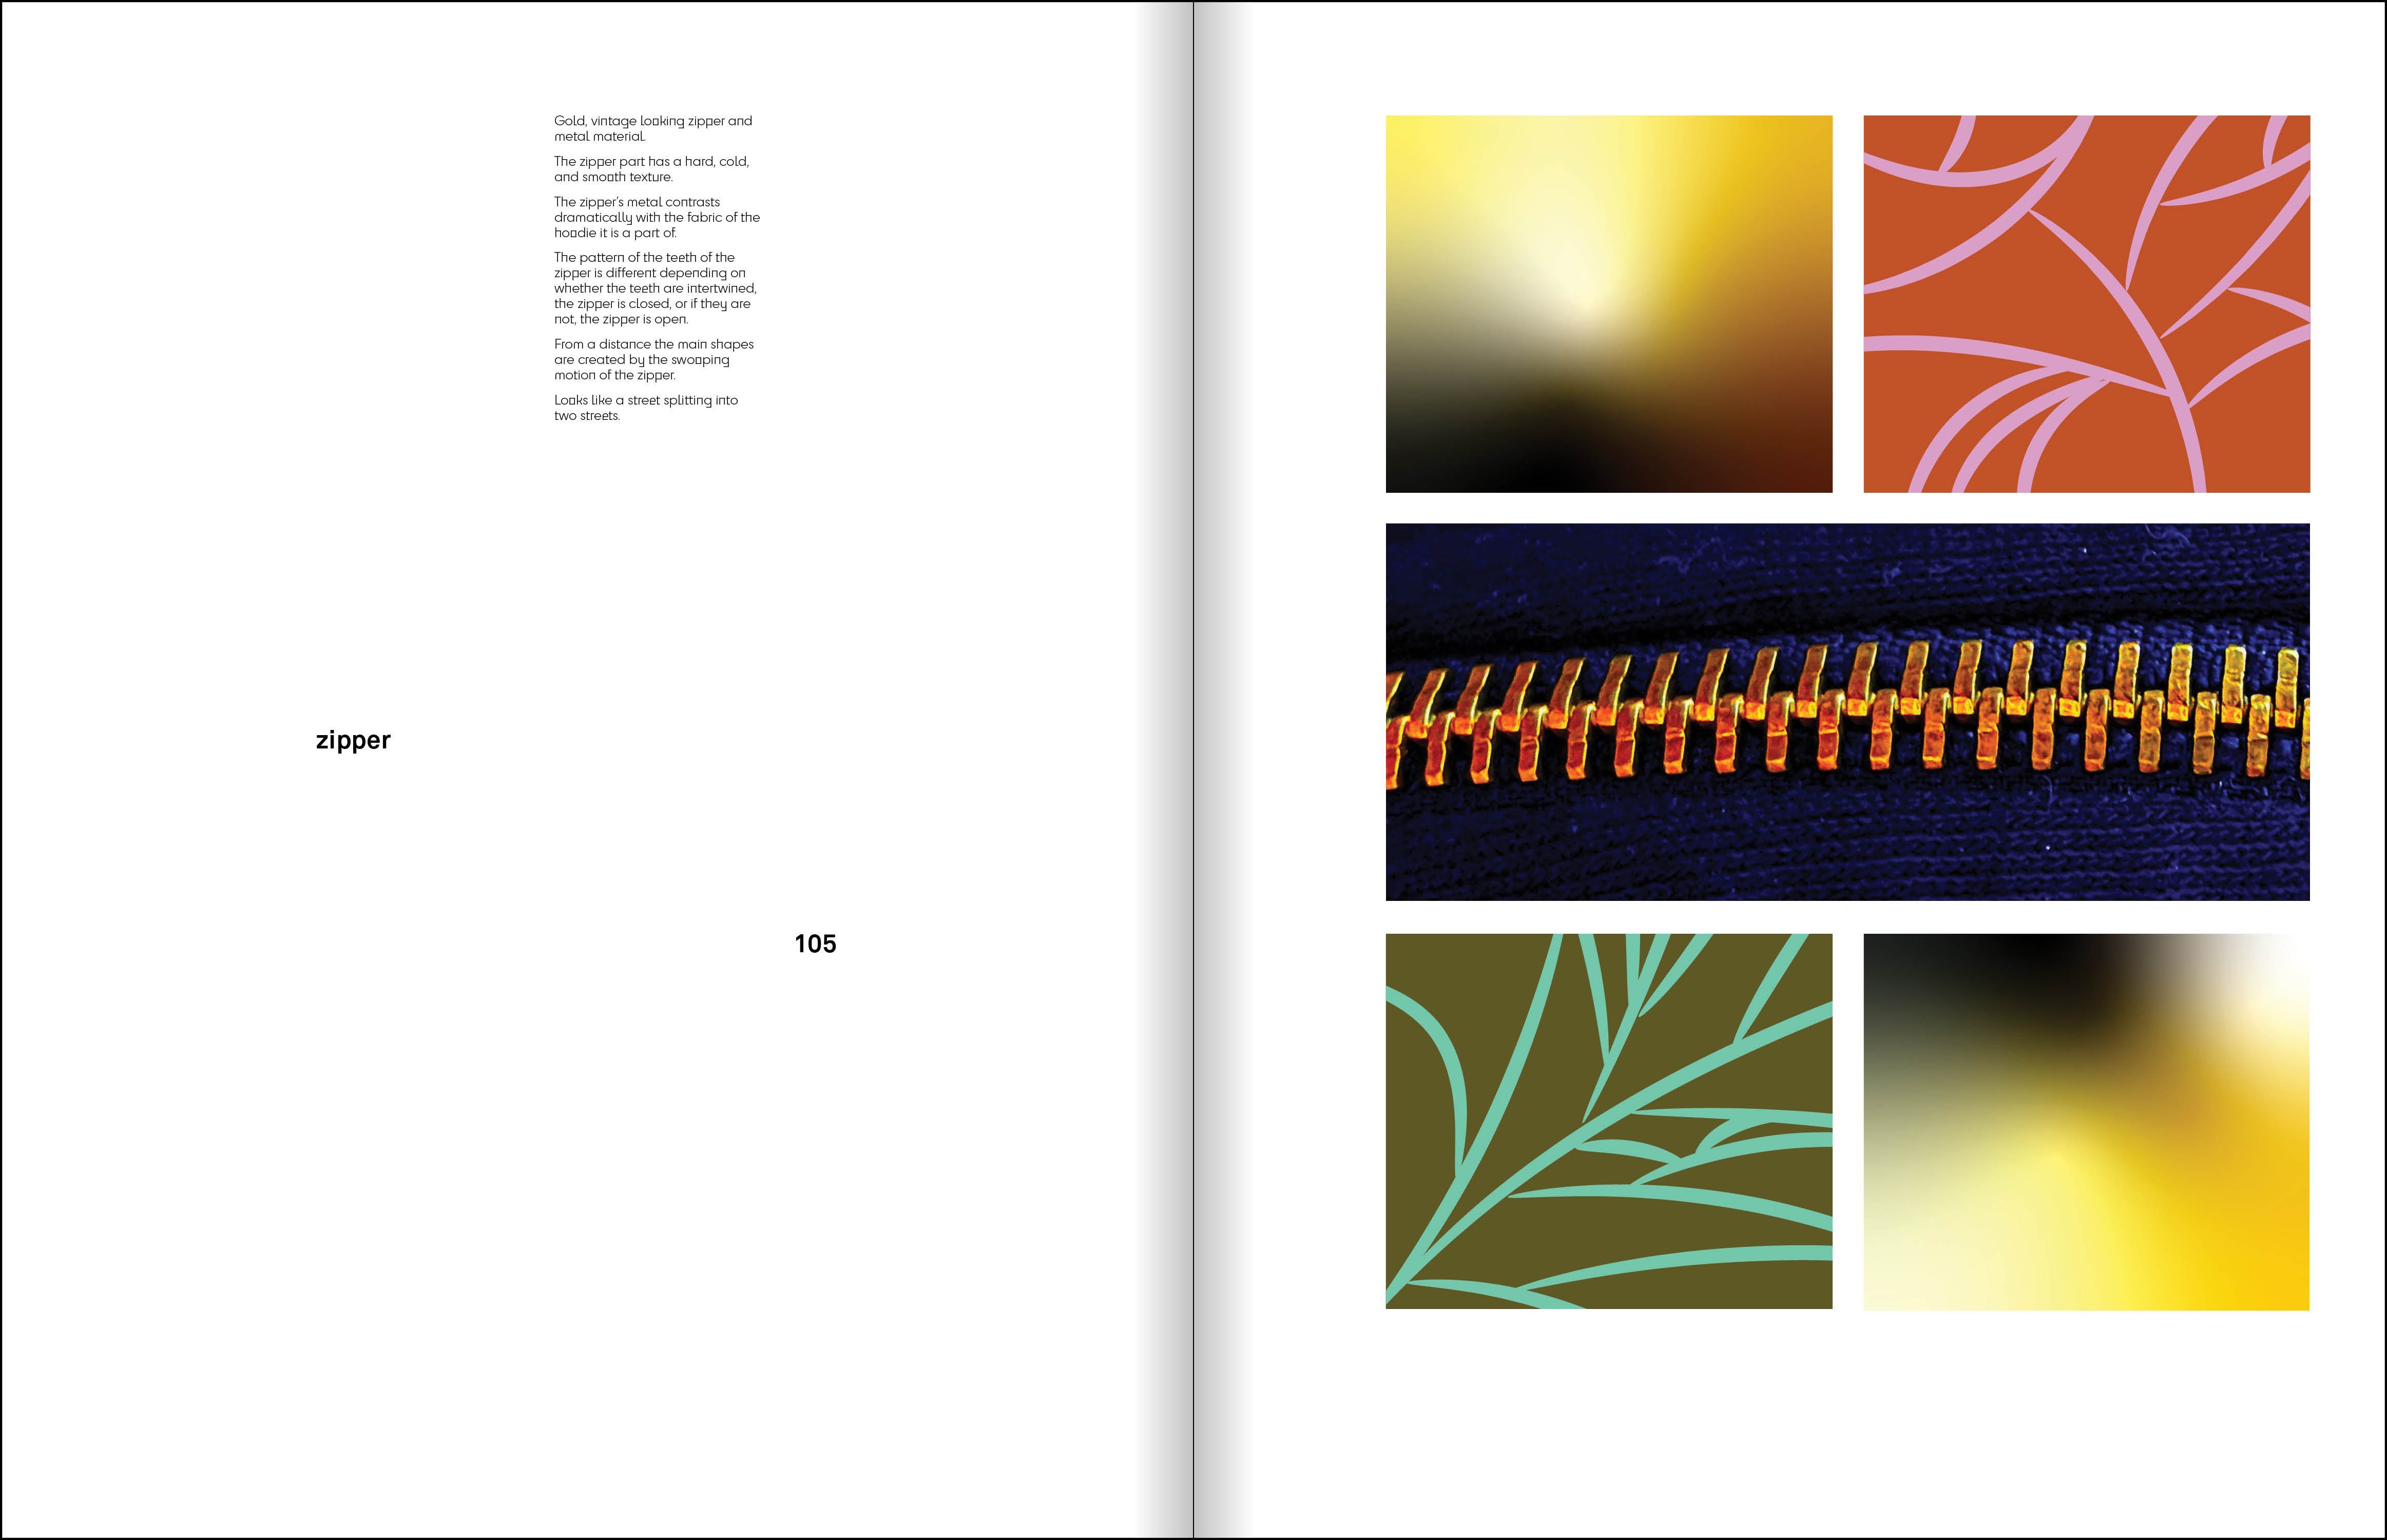 Gold, vintage looking zipper and
metal material.
The zipper part has a hard, cold,
and smooth texture.
The zipper's metal contrasts
dramatically with the fabric of the
hoodie it is a part of.
The pattern of the teeth of the
zipper is different depending on
whether the teeth are intertwined,
the zipper is closed, or if they are
not, the zipper is open.
From a distance the main shapes
are created by the swooping
motion of the zipper.
Looks like a street splitting into
two streets.
zipper
105